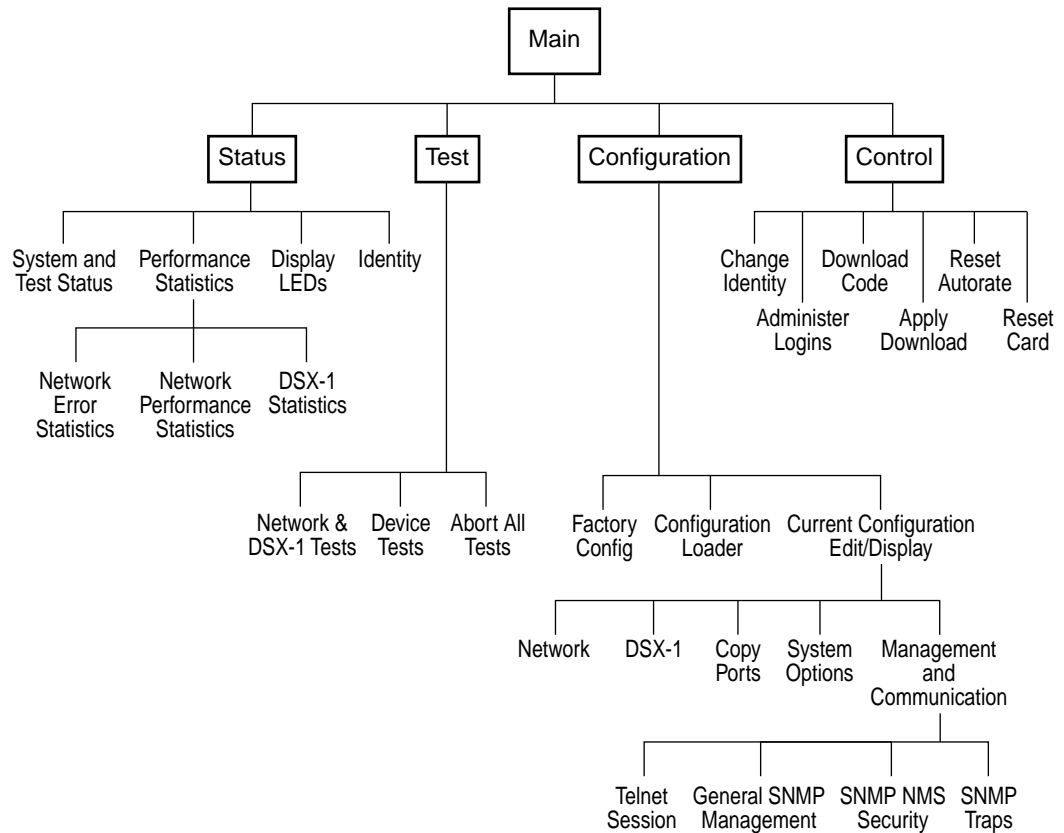 Main
Status
Test
Configuration
Control
System and
Test Status
Performance
Statistics
Display
LEDs
Identity
Change
Identity
Download
Code
Reset
Autorate
Administer
Logins
Apply
Download
Reset
Card
Network
Error
Statistics
Network
Performance
Statistics
DSX-1
Statistics
Network &
DSX-1 Tests
Device
Tests
Abort All
Tests
Factory
Config
Configuration
Loader
Current Configuration
Edit/Display
Network
DSX-1
Copy
Ports
System
Options
Management
and
Communication
Telnet
Session
General SNMP
Management
SNMP NMS
Security
SNMP
Traps